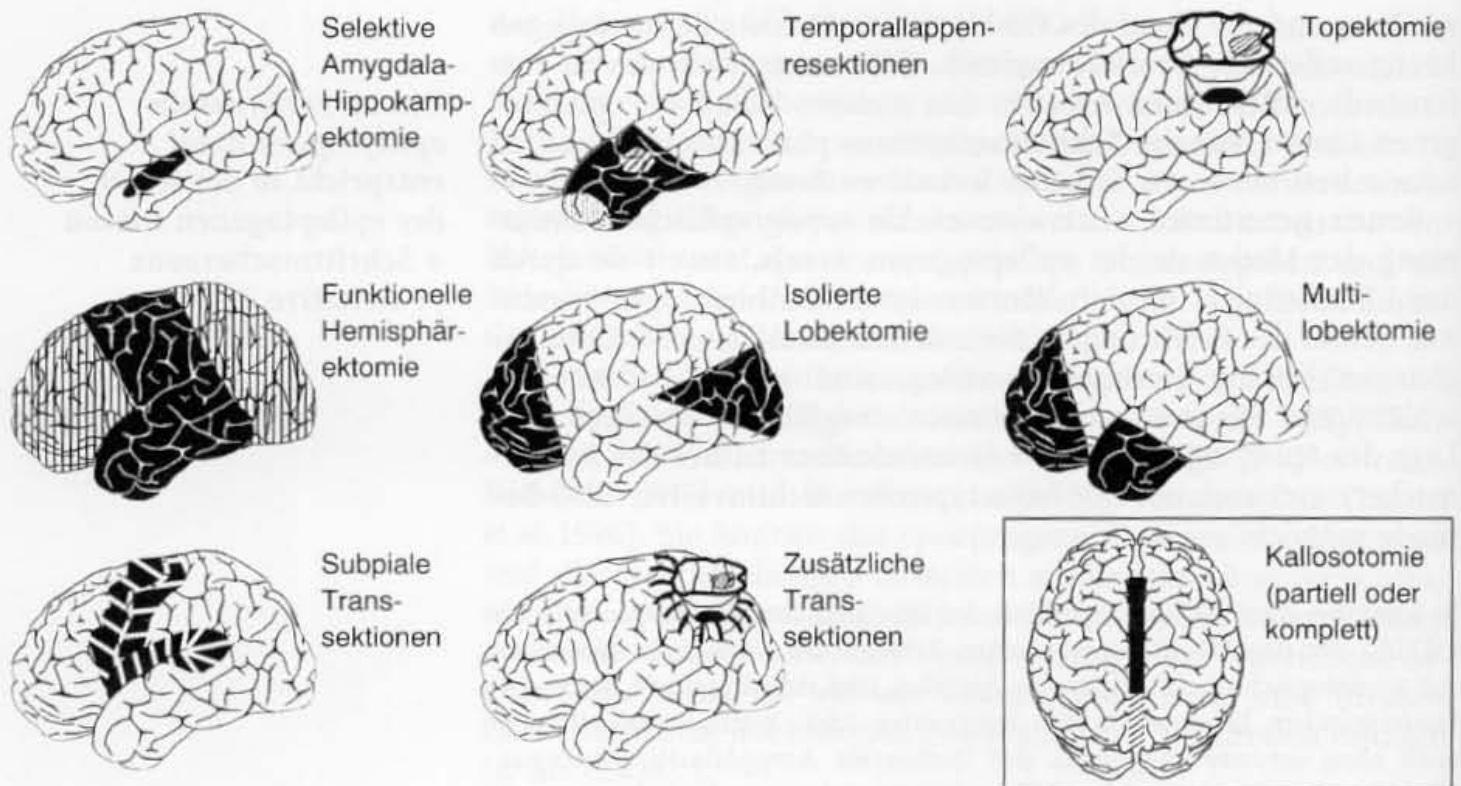 Selektive
Amygdala-
Hippokamp-
ektomie
Temporallappen-
resektionen
Topektomie
Funktionelle
Hemisphär-
ektomie
Isolierte
Lobektomie
Multi-
lobektomie
Subpiale
Trans-
sektionen
Zusätzliche
Trans-
sektionen
Kallosotomie
(partiell oder
komplett)